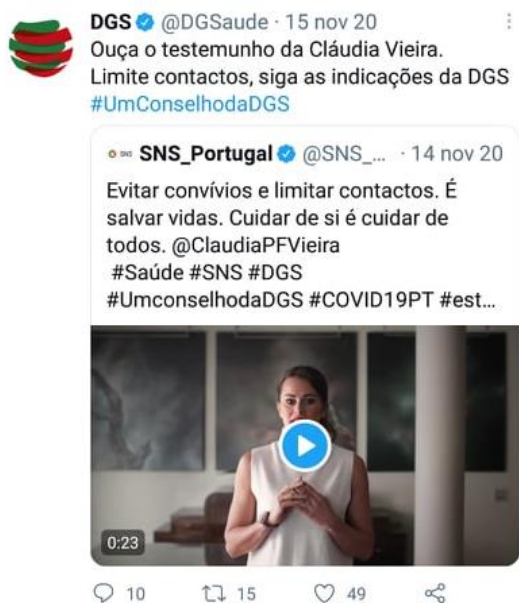 DGS @DGSaude · 15 nov 20
Ouça o testemunho da Cláudia Vieira.
Limite contactos, siga as indicações da DGS
#UmConselhodaDGS
SNS SNS_Portugal @SNS_... · 14 nov 20
Evitar convívios e limitar contactos. É
salvar vidas. Cuidar de si é cuidar de
todos. @ClaudiaPFVieira
#Saúde #SNS #DGS
#UmconselhodaDGS #COVID19PT #est...
0:23
10 15 49